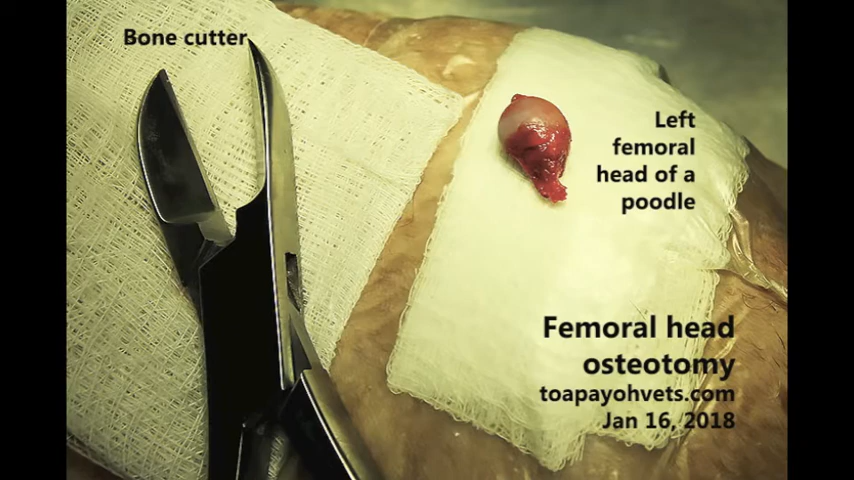 Bone cutter
Left
femoral
head of a
poodle
Femoral head
osteotomy
toapayohvets.com
Jan 16, 2018